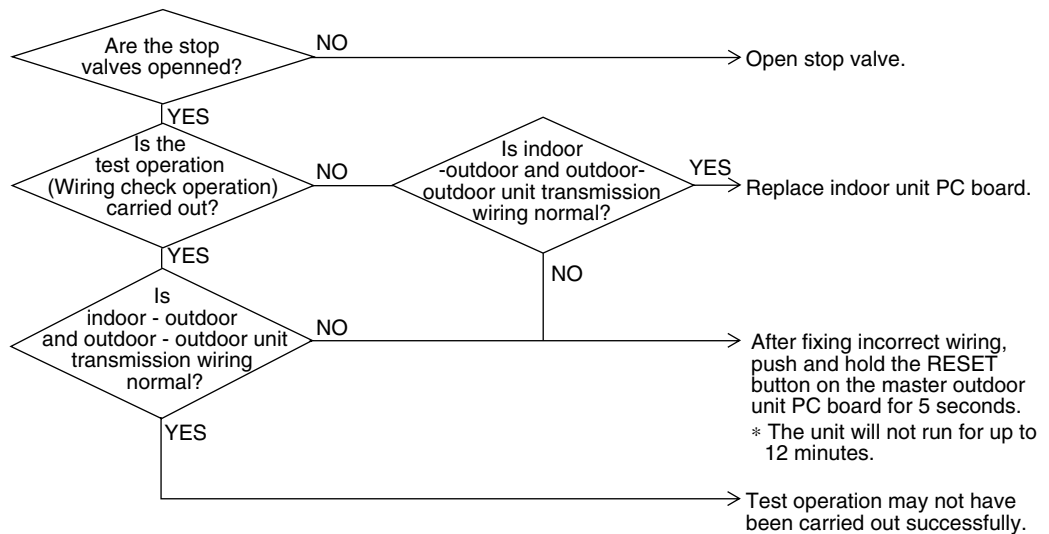 Are the stop
valves openned?
NO
Open stop valve.
YES
Is the
test operation
(Wiring check operation)
carried out?
NO
Is indoor
-outdoor and outdoor-
outdoor unit transmission
wiring normal?
YES
Replace indoor unit PC board.
YES
NO
Is
indoor - outdoor
and outdoor - outdoor unit
transmission wiring
normal?
NO
After fixing incorrect wiring,
push and hold the RESET
button on the master outdoor
unit PC board for 5 seconds.
* The unit will not run for up to
12 minutes.
YES
Test operation may not have
been carried out successfully.